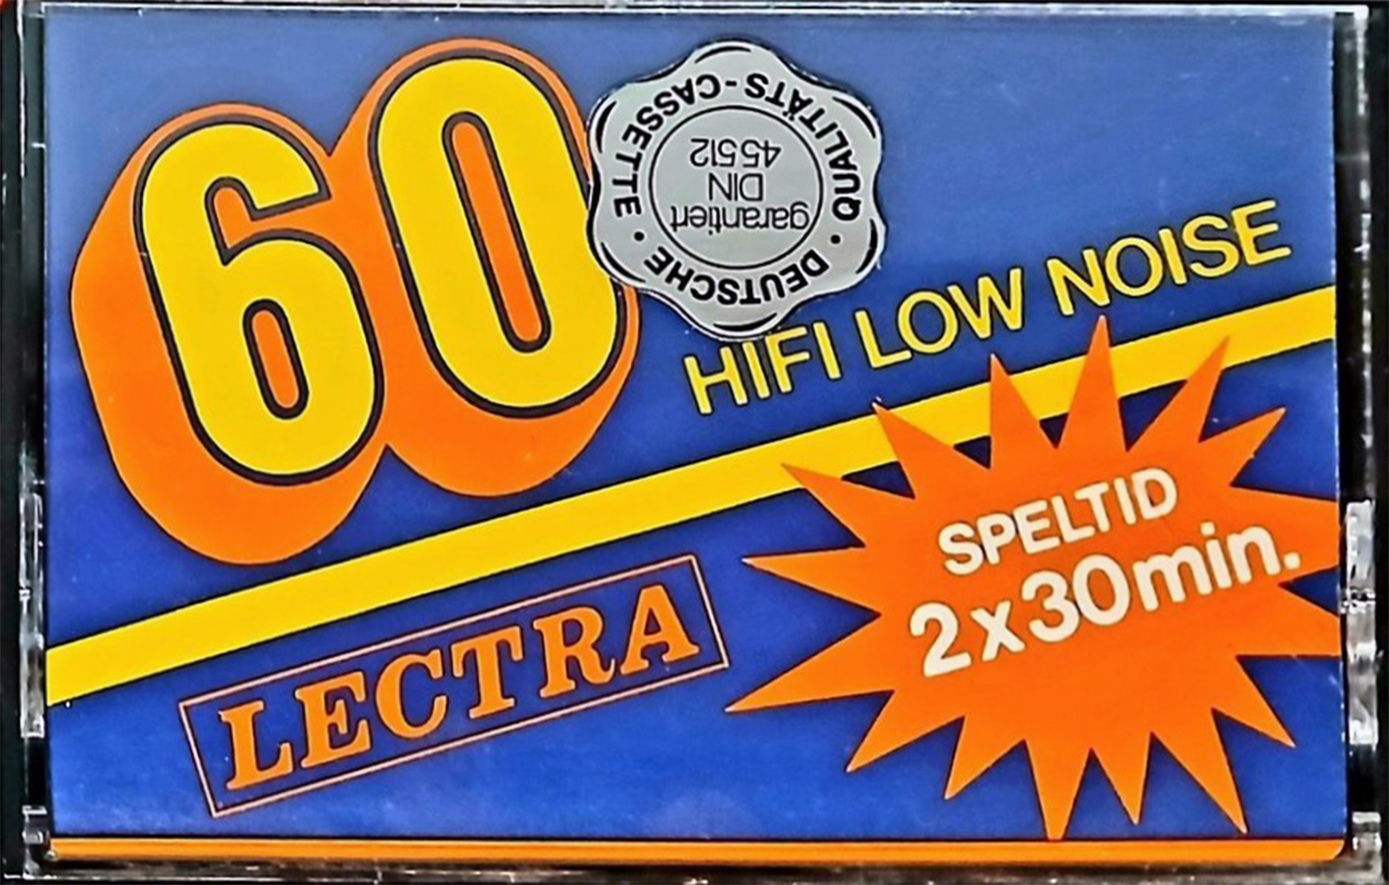 60
DEUTSCHE · QUALITÄTS-CASSETTE ·
garantiert
DIN
45512
HIFI LOW NOISE
SPELTID
2x30min.
LECTRA